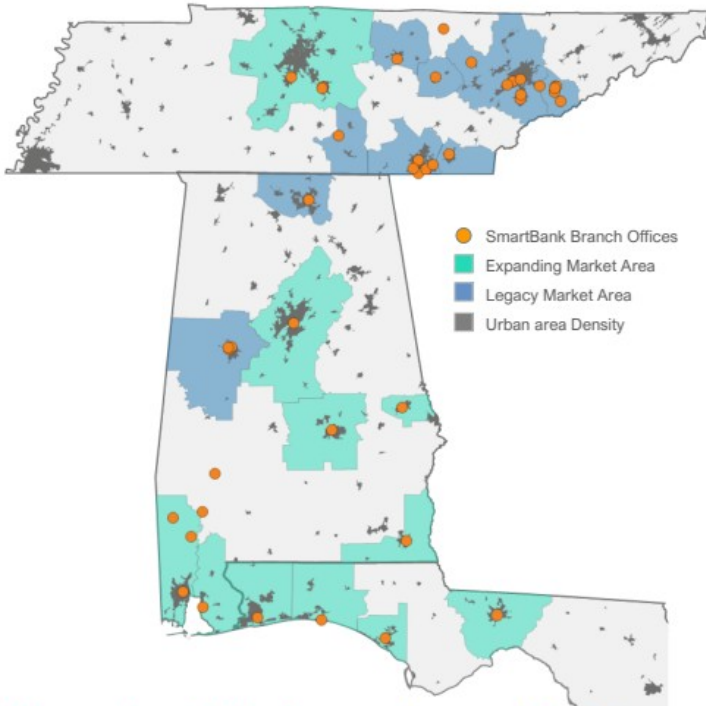 SmartBank Branch Offices
Expanding Market Area
Legacy Market Area
Urban area Density